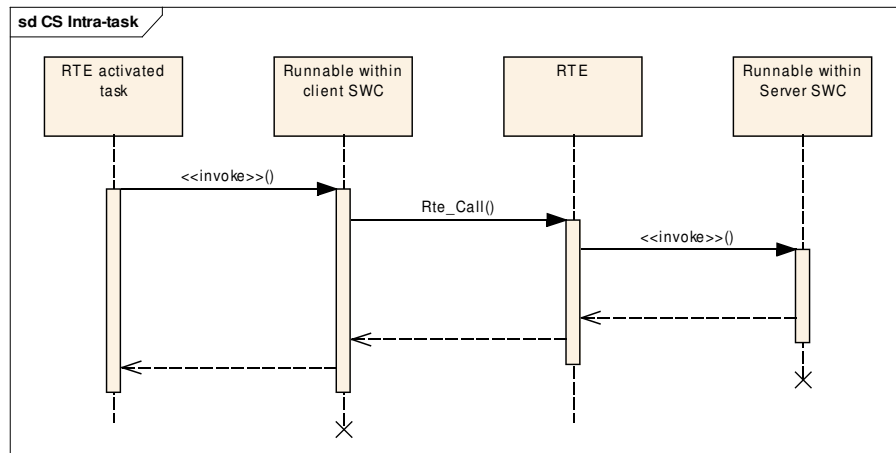 sd CS Intra-task
RTE activated
task
Runnable within
client SWC
RTE
Runnable within
Server SWC
<<invoke>>()
Rte_Call()
<<invoke>>()